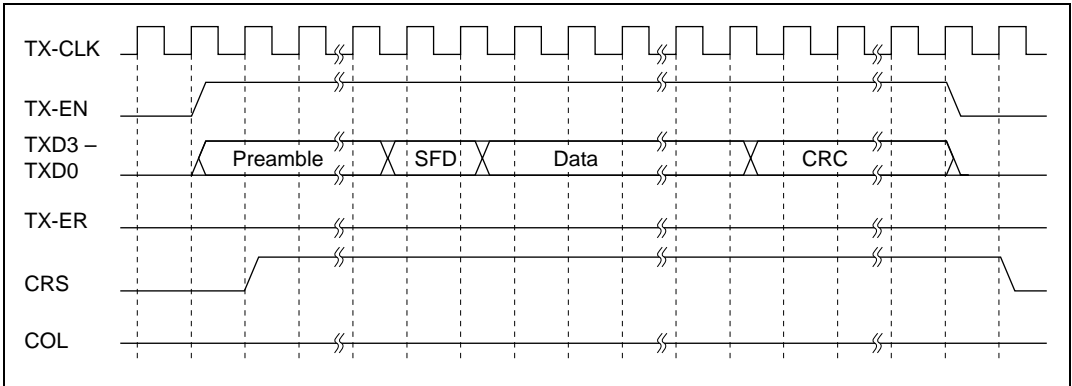 TX-CLK
TX-EN
TXD3 –
TXD0
Preamble
SFD
Data
CRC
TX-ER
CRS
COL